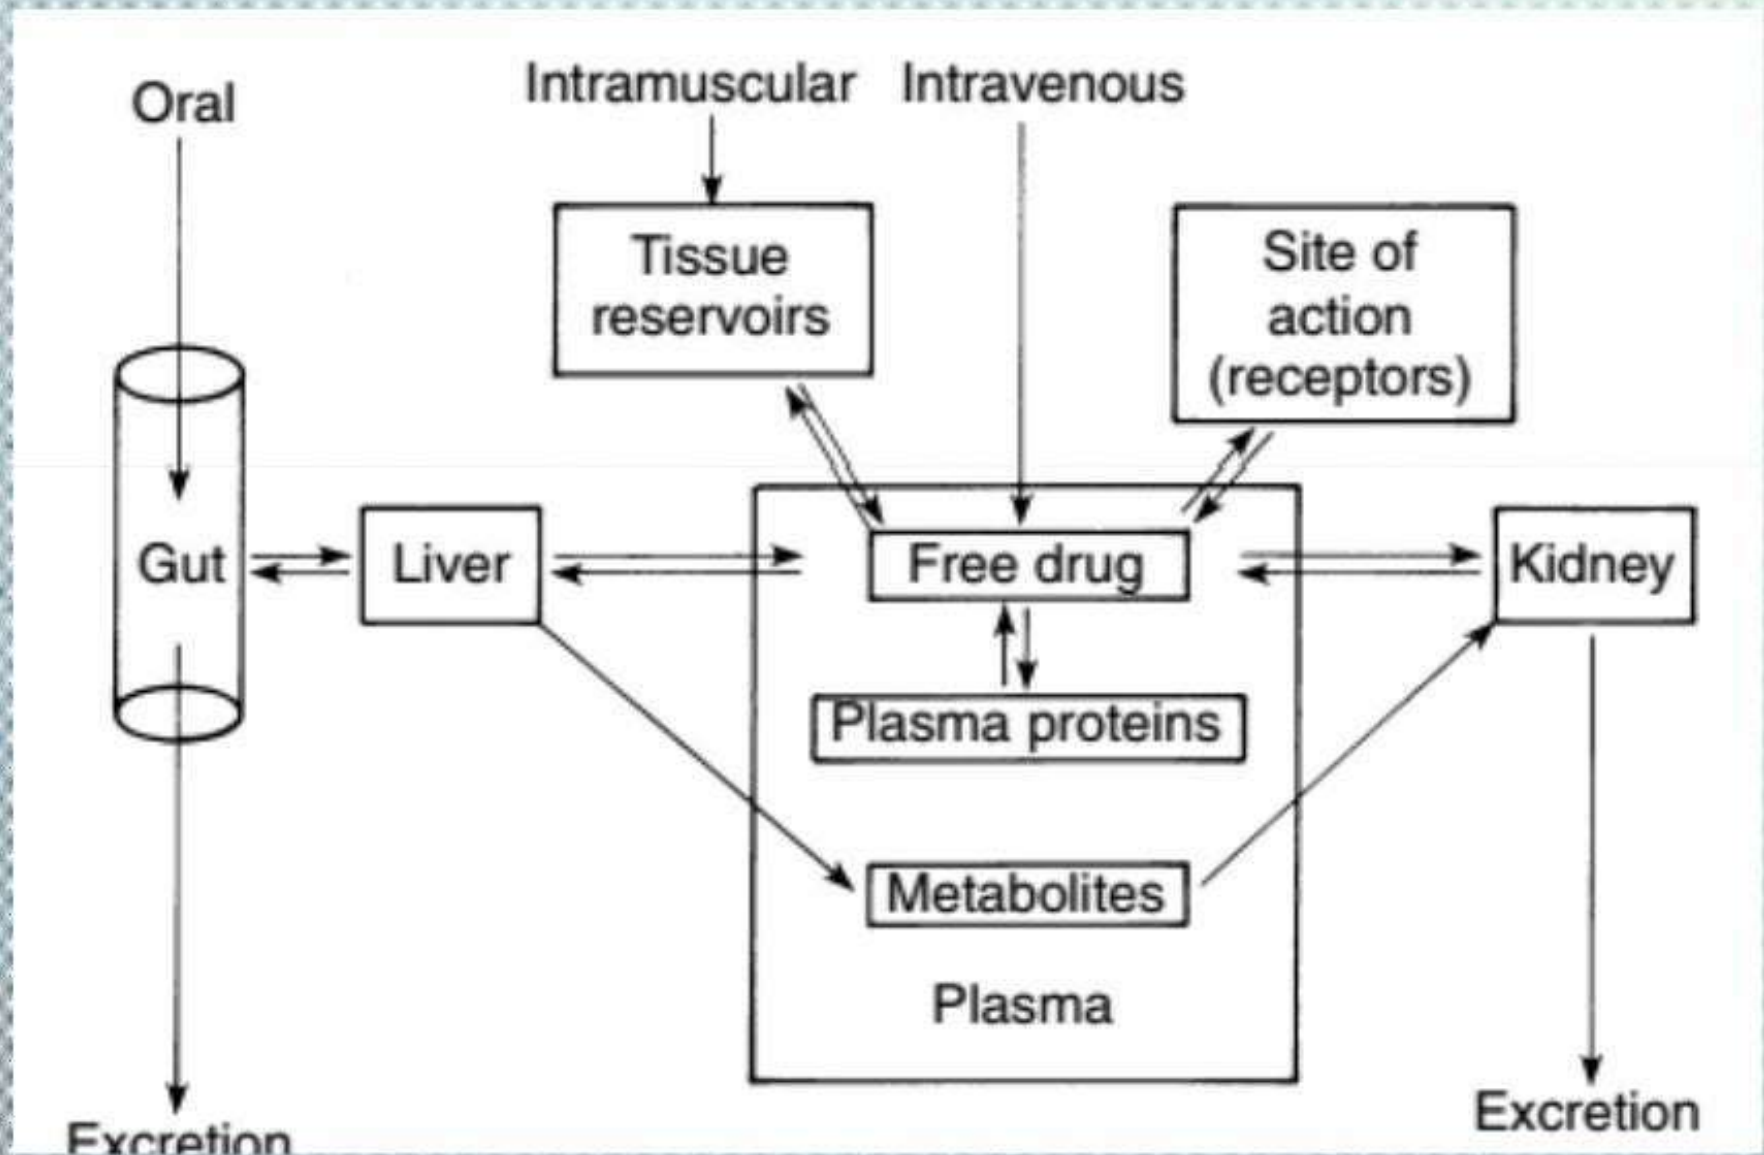 Oral
Intramuscular
Intravenous
Tissue
reservoirs
Site of
action
(receptors)
Gut
Liver
Free drug
Kidney
Plasma proteins
Metabolites
Plasma
Excretion
Excretion